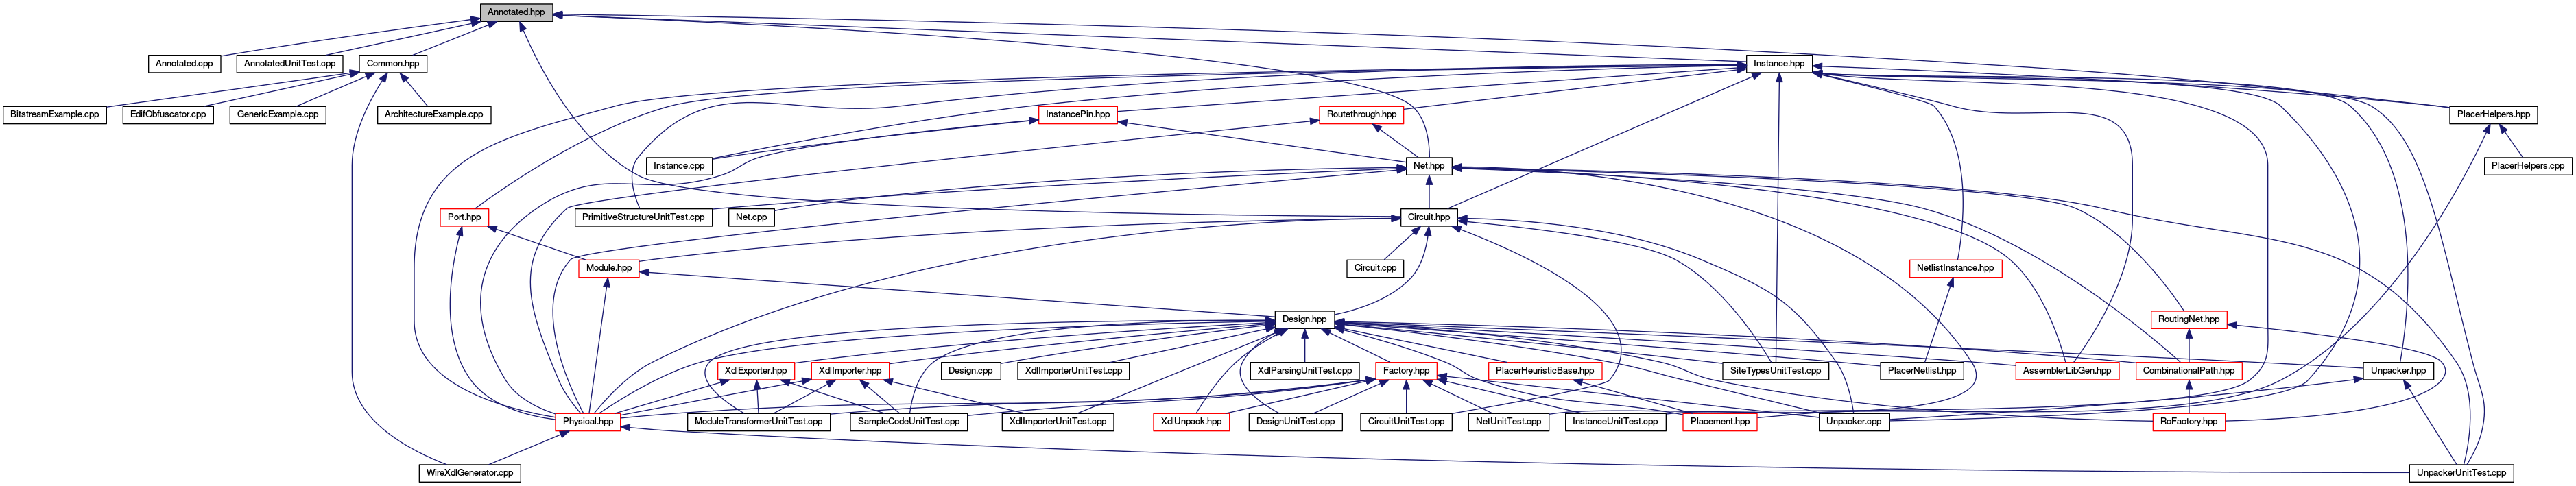 Annotated.hpp
Annotated.cpp
AnnotatedUnitTest.cpp
Common.hpp
Instance.hpp
BitstreamExample.cpp
EdifObfuscator.cpp
GenericExample.cpp
ArchitectureExample.cpp
InstancePin.hpp
Routethrough.hpp
PlacerHelpers.hpp
Instance.cpp
Net.hpp
PlacerHelpers.cpp
Port.hpp
PrimitiveStructureUnitTest.cpp
Net.cpp
Circuit.hpp
Module.hpp
Circuit.cpp
NetlistInstance.hpp
Design.hpp
RoutingNet.hpp
XdlExporter.hpp
XdlImporter.hpp
Design.cpp
XdlImporterUnitTest.cpp
XdlParsingUnitTest.cpp
Factory.hpp
PlacerHeuristicBase.hpp
SiteTypesUnitTest.cpp
PlacerNetlist.hpp
AssemblerLibGen.hpp
CombinationalPath.hpp
Unpacker.hpp
Physical.hpp
ModuleTransformerUnitTest.cpp
SampleCodeUnitTest.cpp
XdlImporterUnitTest.cpp
XdlUnpack.hpp
DesignUnitTest.cpp
CircuitUnitTest.cpp
NetUnitTest.cpp
InstanceUnitTest.cpp
Placement.hpp
Unpacker.cpp
RcFactory.hpp
WireXdlGenerator.cpp
UnpackerUnitTest.cpp